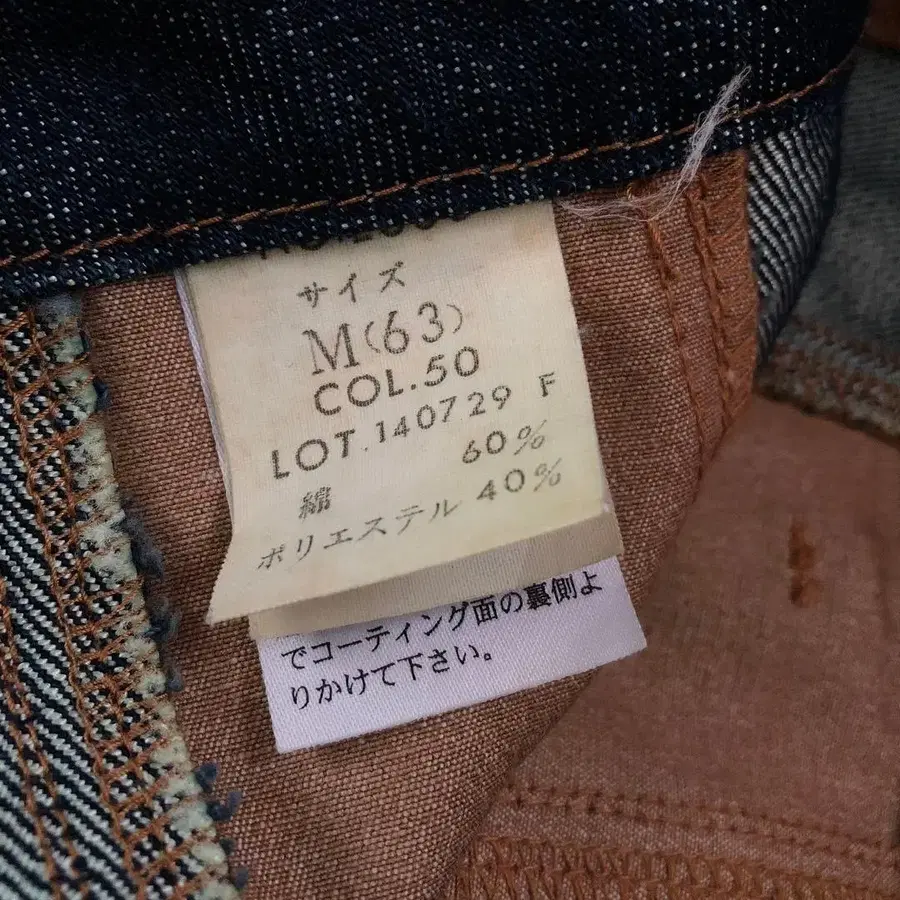 サイズ
M(63)
COL.50
LOT.140729 F
綿 60%
ポリエステル 40%
でコーティング面の裏側よ
りかけて下さい。